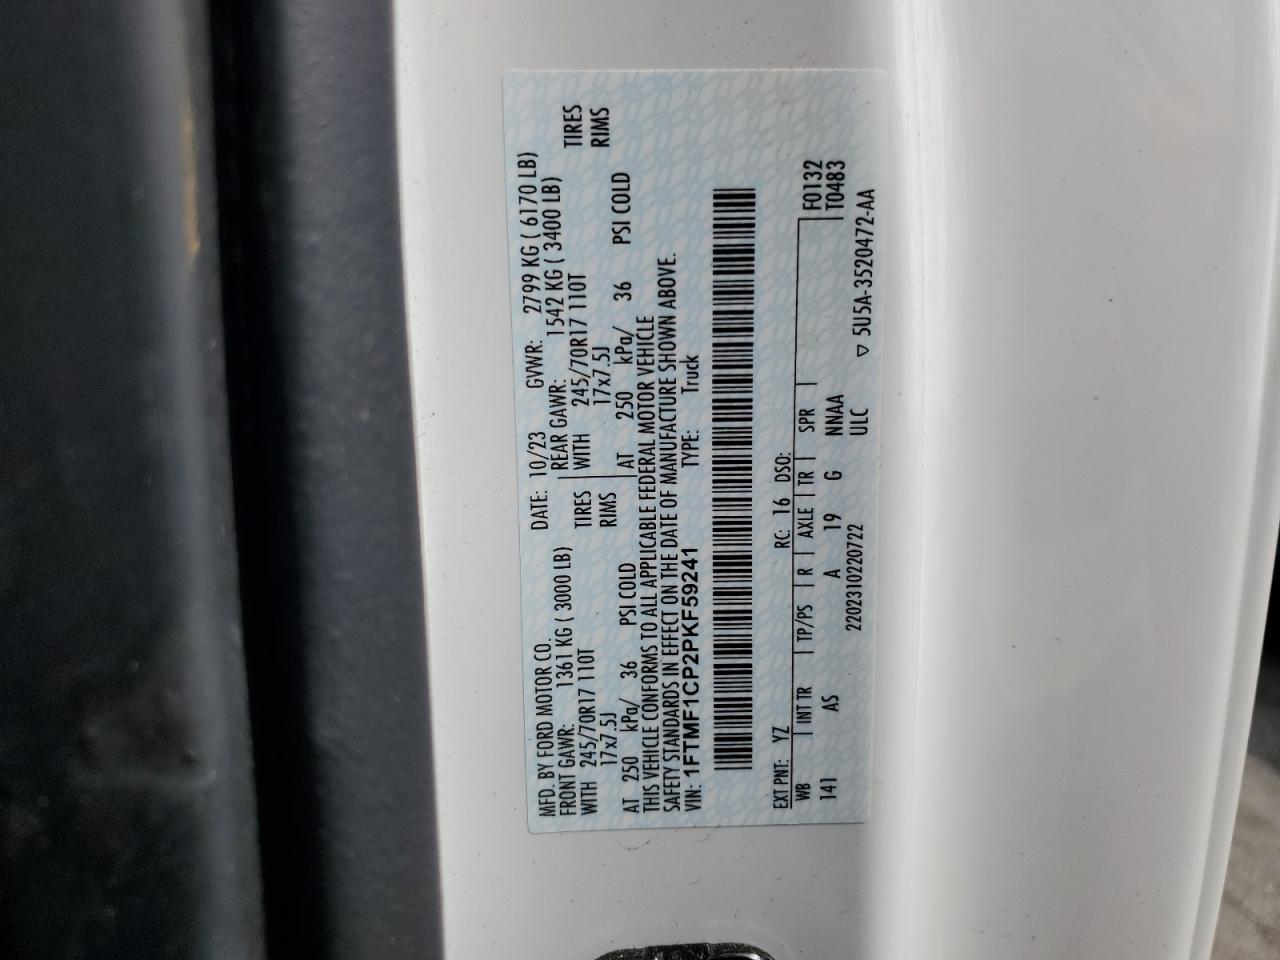 MFD. BY FORD MOTOR CO.
DATE: 10/23 GVWR: 2799 KG ( 6170 LB)
FRONT GAWR: 1361 KG ( 3000 LB) REAR GAWR: 1542 KG ( 3400 LB)
WITH 245/70R17 110T TIRES WITH 245/70R17 110T TIRES
17x7.5J RIMS 17x7.5J RIMS
AT 250 kPa/ 36 PSI COLD AT 250 kPa/ 36 PSI COLD
THIS VEHICLE CONFORMS TO ALL APPLICABLE FEDERAL MOTOR VEHICLE
SAFETY STANDARDS IN EFFECT ON THE DATE OF MANUFACTURE SHOWN ABOVE.
VIN: 1FTMF1CP2PKF59241 TYPE: Truck
EXT PNT: YZ RC: 16 DSO: F0132
WB INT TR TP/PS R AXLE TR SPR T0483
141 AS A 19 G NNAA
2202310220722 ULC ▽ 5U5A-3520472-AA